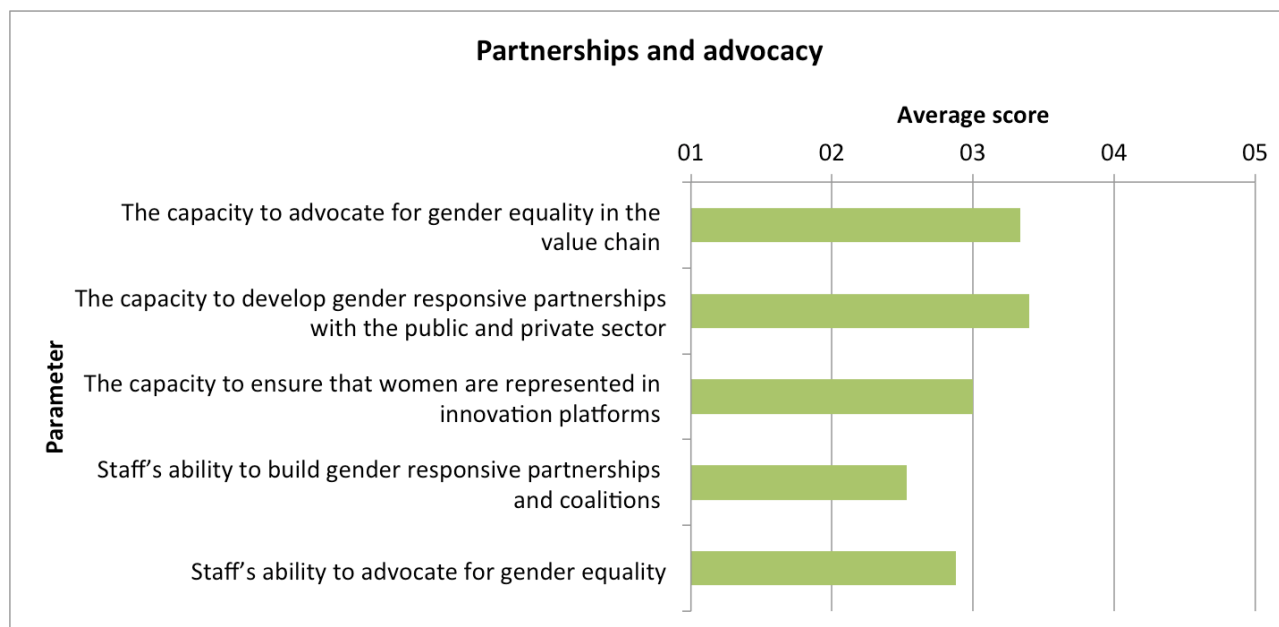 Partnerships and advocacy
Average score
01 02 03 04 05
Parameter
The capacity to advocate for gender equality in the
value chain
The capacity to develop gender responsive partnerships
with the public and private sector
The capacity to ensure that women are represented in
innovation platforms
Staff’s ability to build gender responsive partnerships
and coalitions
Staff’s ability to advocate for gender equality